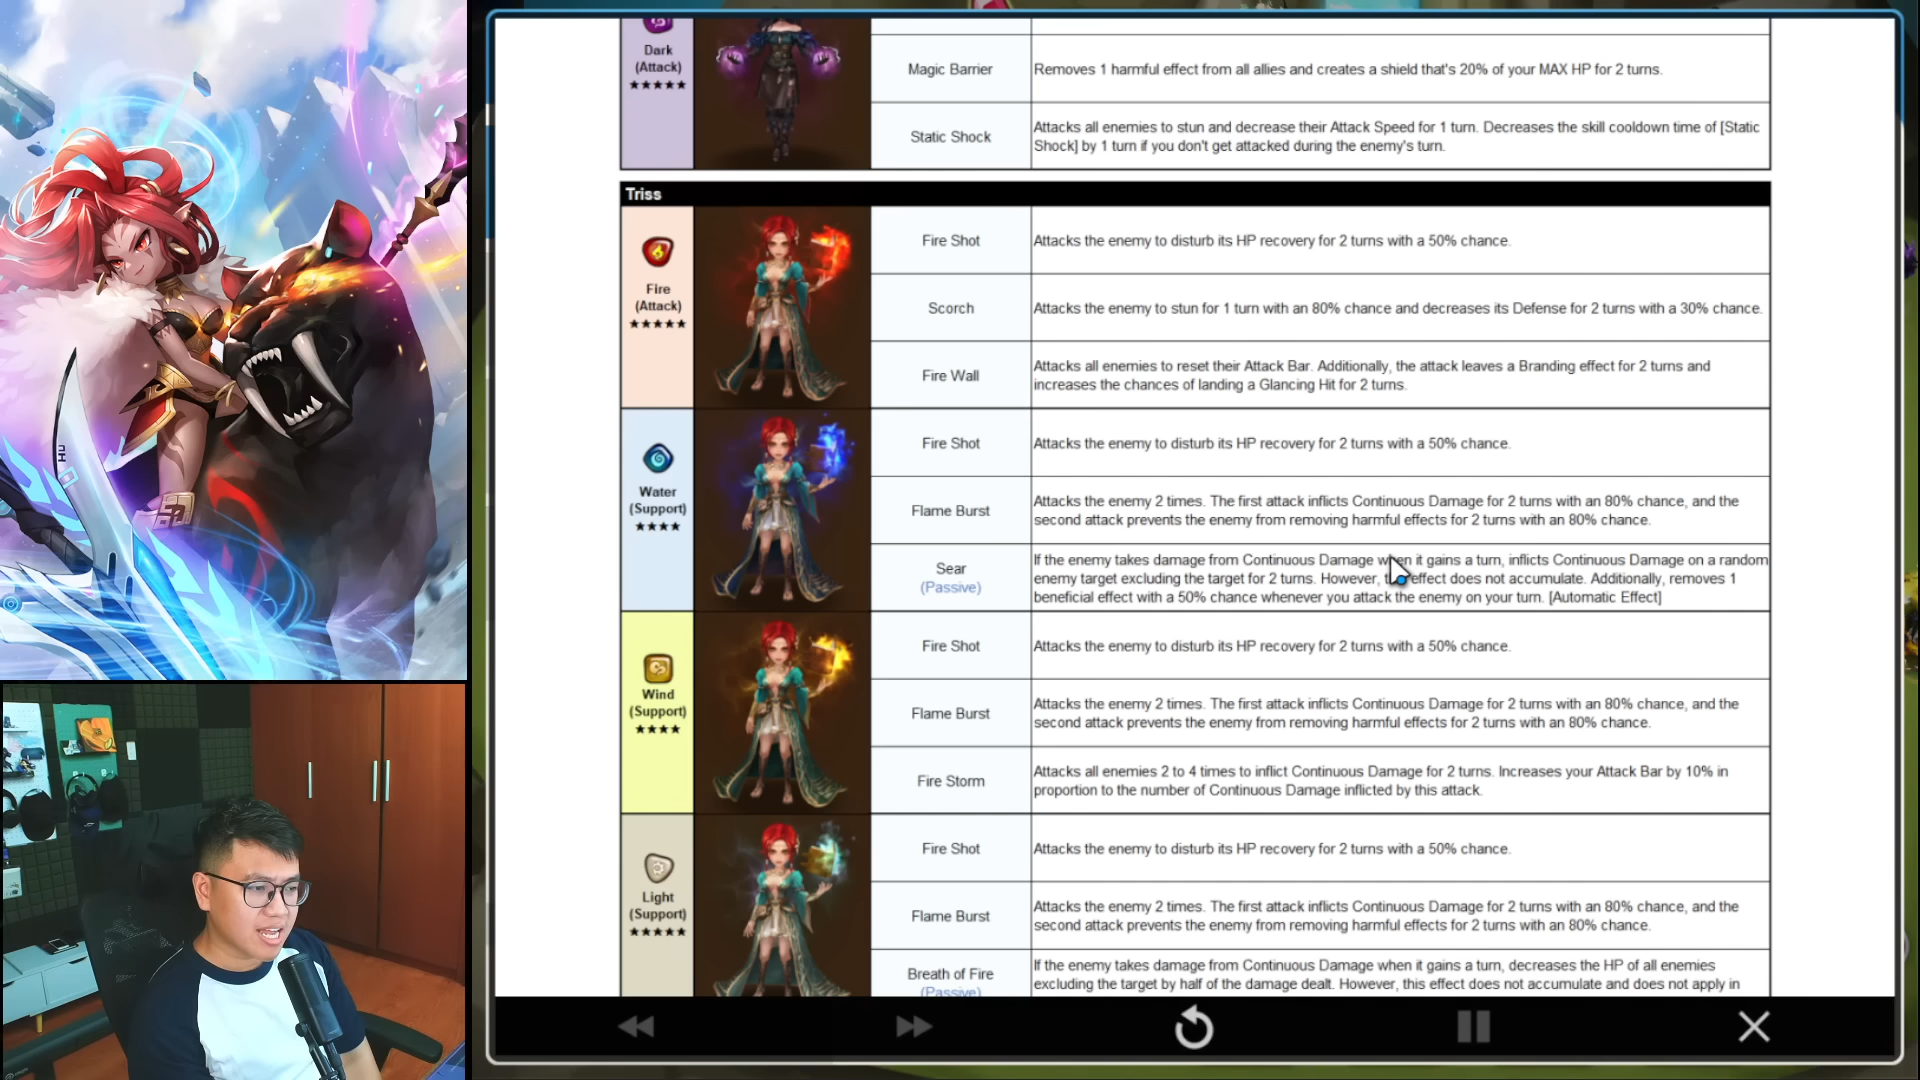 Dark
(Attack)
★★★★★
Magic Barrier
Removes 1 harmful effect from all allies and creates a shield that's 20% of your MAX HP for 2 turns.
Static Shock
Attacks all enemies to stun and decrease their Attack Speed for 1 turn. Decreases the skill cooldown time of [Static
Shock] by 1 turn if you don't get attacked during the enemy's turn.
Triss
Fire
(Attack)
★★★★★
Fire Shot
Attacks the enemy to disturb its HP recovery for 2 turns with a 50% chance.
Scorch
Attacks the enemy to stun for 1 turn with an 80% chance and decreases its Defense for 2 turns with a 30% chance.
Fire Wall
Attacks all enemies to reset their Attack Bar. Additionally, the attack leaves a Branding effect for 2 turns and
increases the chances of landing a Glancing Hit for 2 turns.
Water
(Support)
★★★★
Fire Shot
Attacks the enemy to disturb its HP recovery for 2 turns with a 50% chance.
Flame Burst
Attacks the enemy 2 times. The first attack inflicts Continuous Damage for 2 turns with an 80% chance, and the
second attack prevents the enemy from removing harmful effects for 2 turns with an 80% chance.
Sear
(Passive)
If the enemy takes damage from Continuous Damage when it gains a turn, inflicts Continuous Damage on a random
enemy target excluding the target for 2 turns. However, effect does not accumulate. Additionally, removes 1
beneficial effect with a 50% chance whenever you attack the enemy on your turn. [Automatic Effect]
Wind
(Support)
★★★★
Fire Shot
Attacks the enemy to disturb its HP recovery for 2 turns with a 50% chance.
Flame Burst
Attacks the enemy 2 times. The first attack inflicts Continuous Damage for 2 turns with an 80% chance, and the
second attack prevents the enemy from removing harmful effects for 2 turns with an 80% chance.
Fire Storm
Attacks all enemies 2 to 4 times to inflict Continuous Damage for 2 turns. Increases your Attack Bar by 10% in
proportion to the number of Continuous Damage inflicted by this attack.
Light
(Support)
★★★★★
Fire Shot
Attacks the enemy to disturb its HP recovery for 2 turns with a 50% chance.
Flame Burst
Attacks the enemy 2 times. The first attack inflicts Continuous Damage for 2 turns with an 80% chance, and the
second attack prevents the enemy from removing harmful effects for 2 turns with an 80% chance.
Breath of Fire
(Passive)
If the enemy takes damage from Continuous Damage when it gains a turn, decreases the HP of all enemies
excluding the target by half of the damage dealt. However, this effect does not accumulate and does not apply in